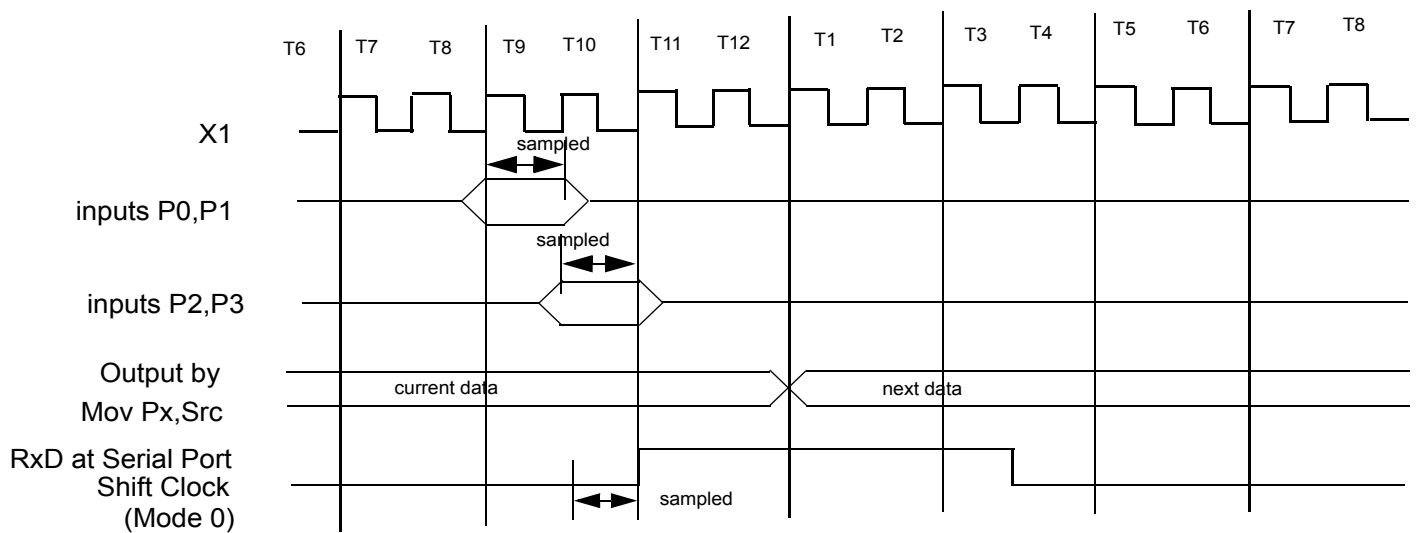 T6 T7 T8 T9 T10 T11 T12 T1 T2 T3 T4 T5 T6 T7 T8
X1
sampled
inputs P0,P1
sampled
inputs P2,P3
Output by
current data next data
Mov Px,Src
RxD at Serial Port
Shift Clock
sampled
(Mode 0)